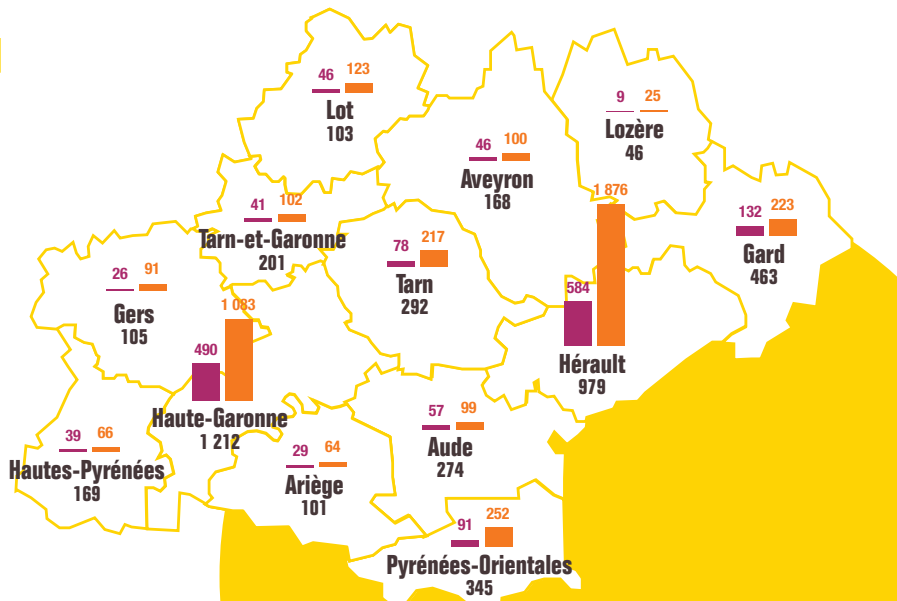 46 123
Lot
103
9 25
Lozère
46
46 100
Aveyron
168
1 876
584
Hérault
979
132 223
Gard
463
41 102
Tarn-et-Garonne
201
78 217
Tarn
292
26 91
Gers
105
1 083
490
Haute-Garonne
1 212
39 66
Hautes-Pyrénées
169
29 64
Ariège
101
57 99
Aude
274
91 252
Pyrénées-Orientales
345